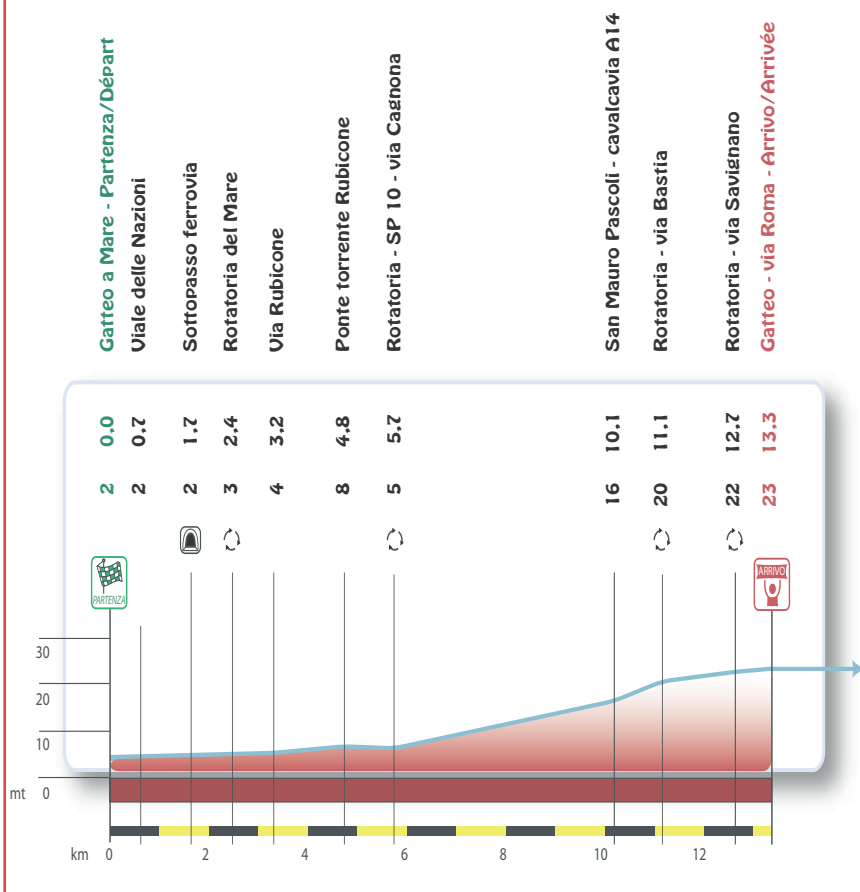 Gatteo a Mare - Partenza/Départ
Viale delle Nazioni
Sottopasso ferrovia
Rotatoria del Mare
Via Rubicone
Ponte torrente Rubicone
Rotatoria - SP 10 - via Cagnona
San Mauro Pascoli - cavalcavia A14
Rotatoria - via Bastia
Rotatoria - via Savignano
Gatteo - via Roma - Arrivo/Arrivée
0.0 0.7 1.7 2.4 3.2 4.8 5.7 10.1 11.1 12.7 13.3
2 2 2 3 4 8 5 16 20 22 23
PARTENZA
ARRIVO
30
20
10
mt 0
km 0 2 4 6 8 10 12